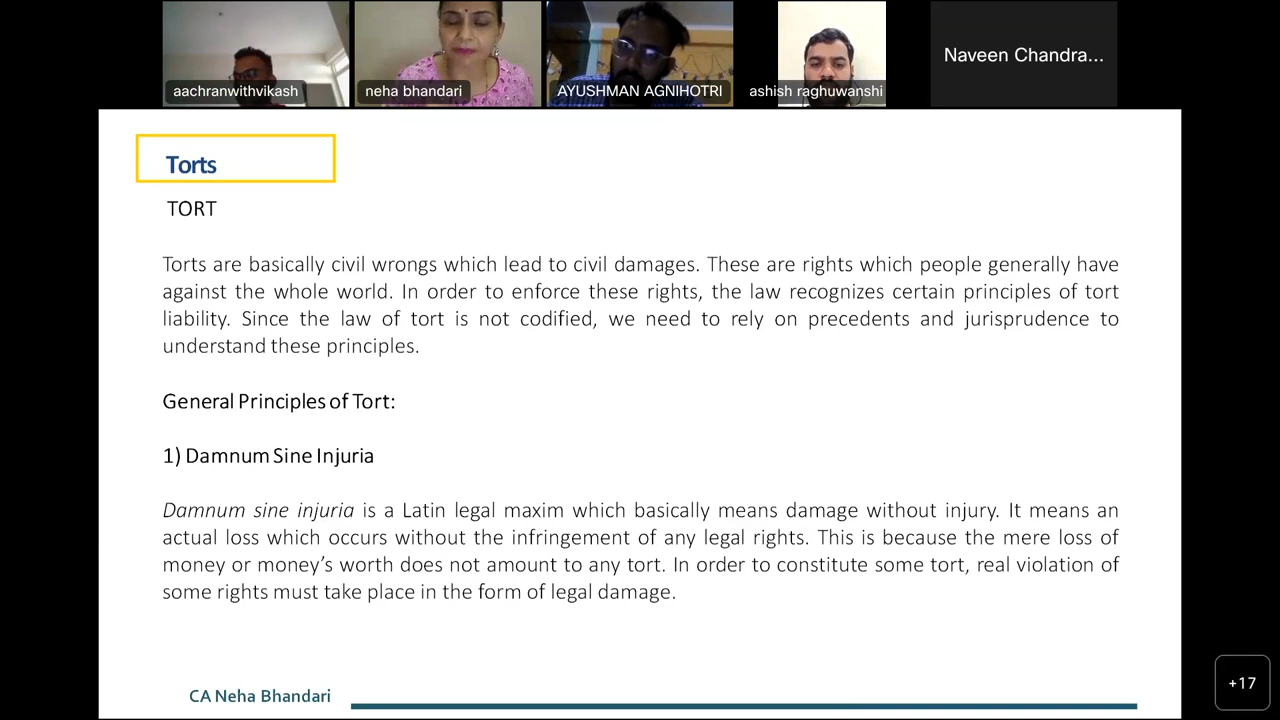 aachranwithvikash
neha bhandari
AYUSHMAN AGNIHOTRI
ashish raghuwanshi
Naveen Chandra...
Torts
TORT
Torts are basically civil wrongs which lead to civil damages. These are rights which people generally have
against the whole world. In order to enforce these rights, the law recognizes certain principles of tort
liability. Since the law of tort is not codified, we need to rely on precedents and jurisprudence to
understand these principles.
General Principles of Tort:
1) Damnum Sine Injuria
Damnum sine injuria is a Latin legal maxim which basically means damage without injury. It means an
actual loss which occurs without the infringement of any legal rights. This is because the mere loss of
money or money’s worth does not amount to any tort. In order to constitute some tort, real violation of
some rights must take place in the form of legal damage.
CA Neha Bhandari
+17